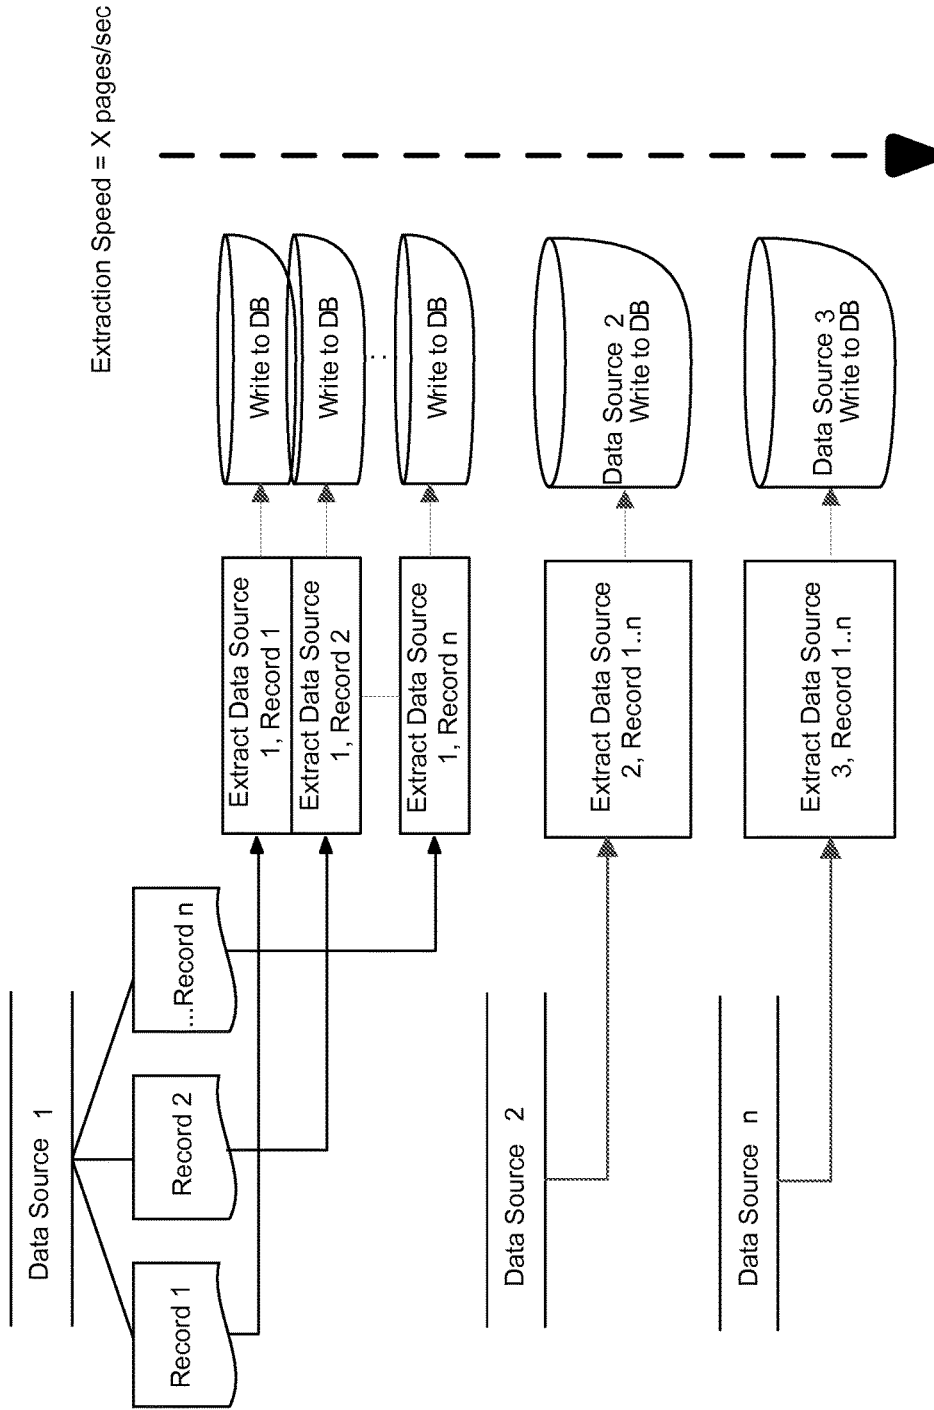 Extraction Speed = X pages/sec
Data Source 1
Record 1
Record 2
...Record n
Extract Data Source
1, Record 1
Write to DB
Extract Data Source
1, Record 2
Write to DB
...
Extract Data Source
1, Record n
Write to DB
Data Source 2
Extract Data Source
2, Record 1..n
Data Source 2
Write to DB
Data Source n
Extract Data Source
3, Record 1..n
Data Source 3
Write to DB